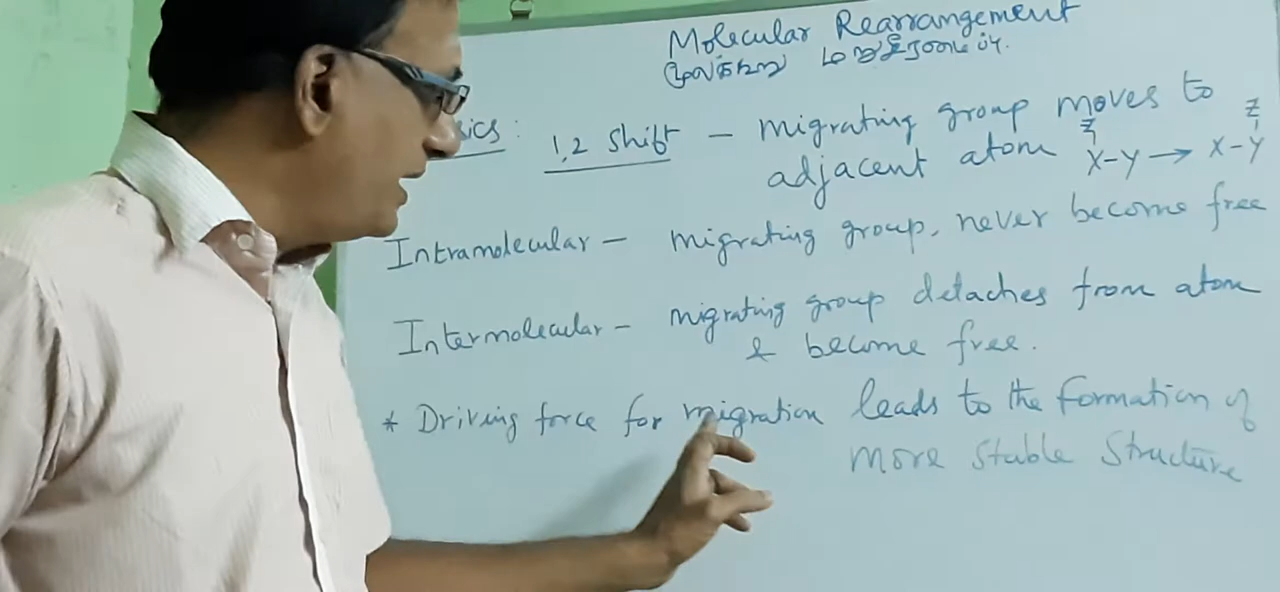 Molecular Rearrangement
மூலக்கூறு
1,2 Shift – migrating group moves to
adjacent atom
Z Z
X-Y → X-Y
Intramolecular – migrating group, never become free
Intermolecular – migrating group detaches from atom
& become free.
* Driving force for migration leads to the formation of
more stable structure